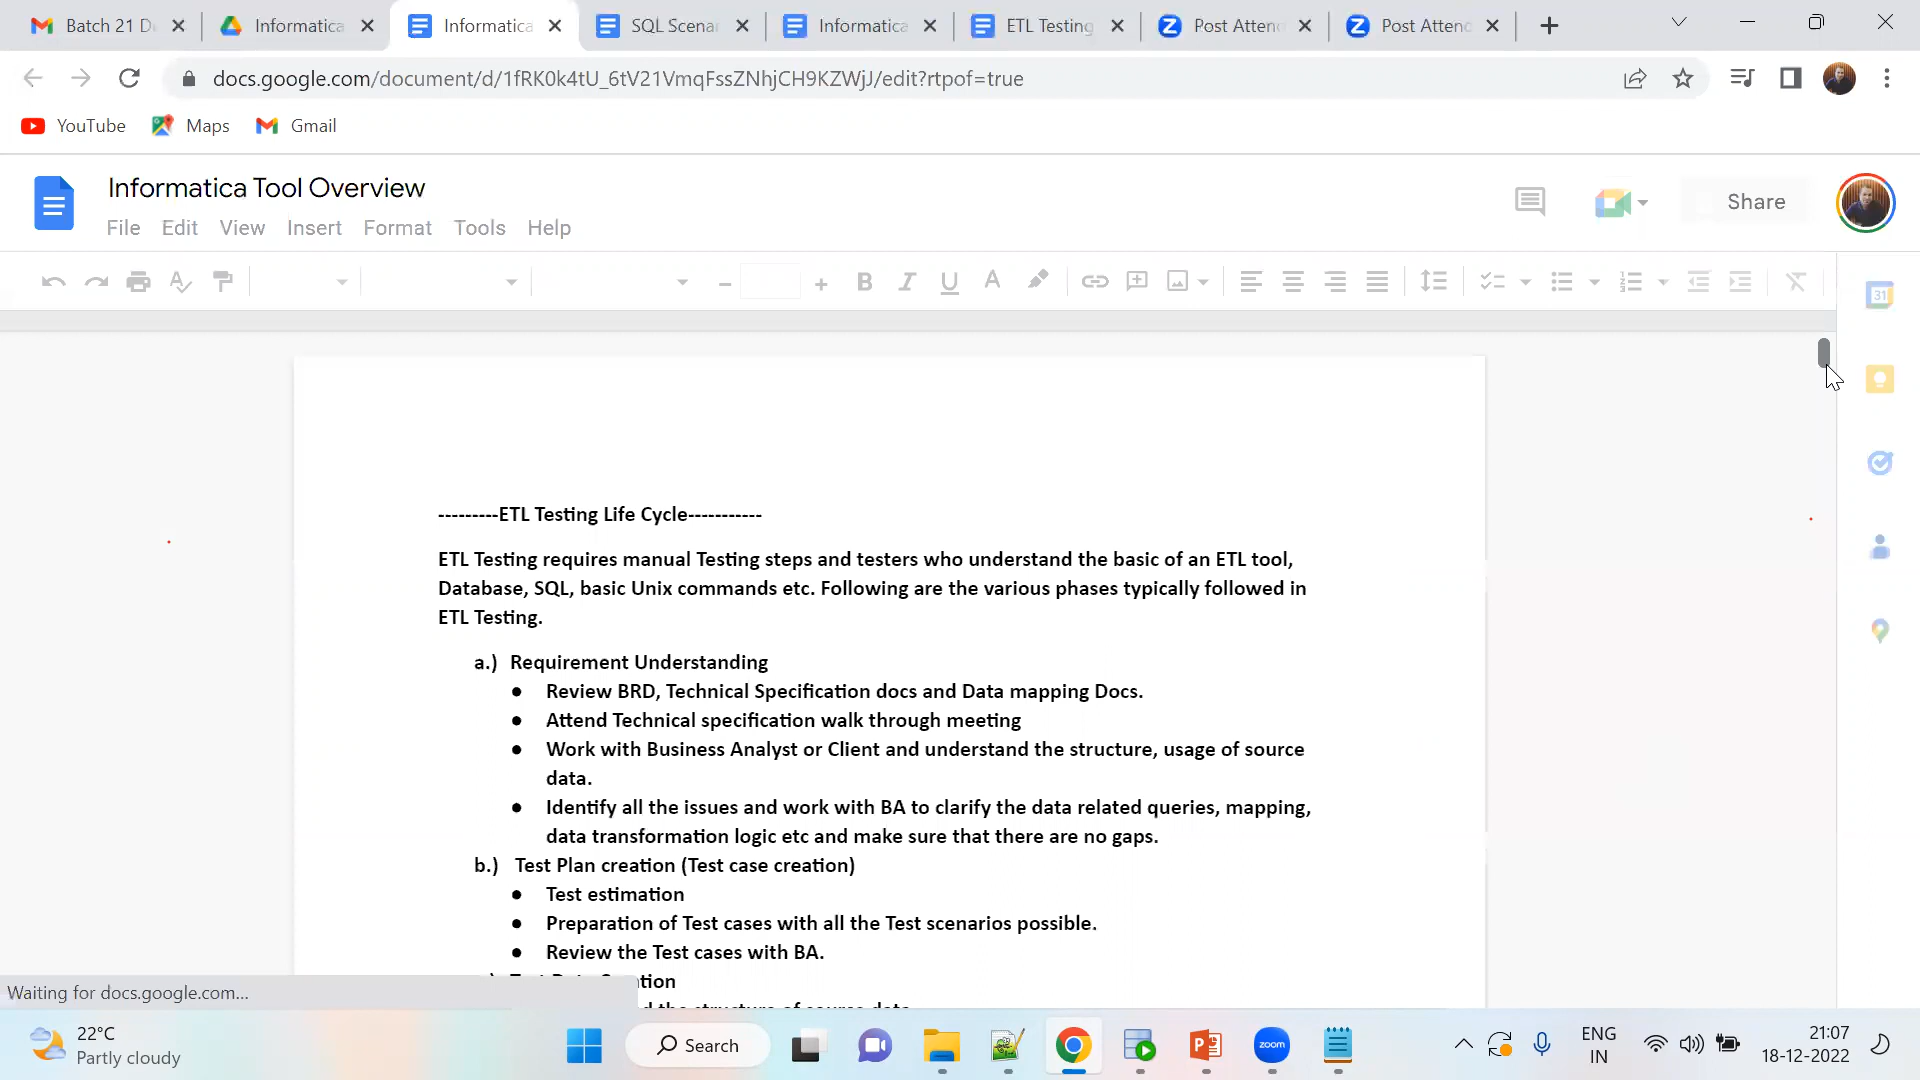 Batch 21 D
Informatica
Informatica
SQL Scenar
Informatica
ETL Testing
Post Attend
Post Attend
docs.google.com/document/d/1fRK0k4tU_6tV21VmqFssZNhjCH9KZWjJ/edit?rtpof=true
YouTube Maps Gmail
Informatica Tool Overview
Share
File Edit View Insert Format Tools Help
31
---------ETL Testing Life Cycle-----------
ETL Testing requires manual Testing steps and testers who understand the basic of an ETL tool,
Database, SQL, basic Unix commands etc. Following are the various phases typically followed in
ETL Testing.
a.) Requirement Understanding
● Review BRD, Technical Specification docs and Data mapping Docs.
● Attend Technical specification walk through meeting
● Work with Business Analyst or Client and understand the structure, usage of source
data.
● Identify all the issues and work with BA to clarify the data related queries, mapping,
data transformation logic etc and make sure that there are no gaps.
b.) Test Plan creation (Test case creation)
● Test estimation
● Preparation of Test cases with all the Test scenarios possible.
● Review the Test cases with BA.
Waiting for docs.google.com...
22°C
Partly cloudy
Search
zoom
ENG
IN
21:07
18-12-2022